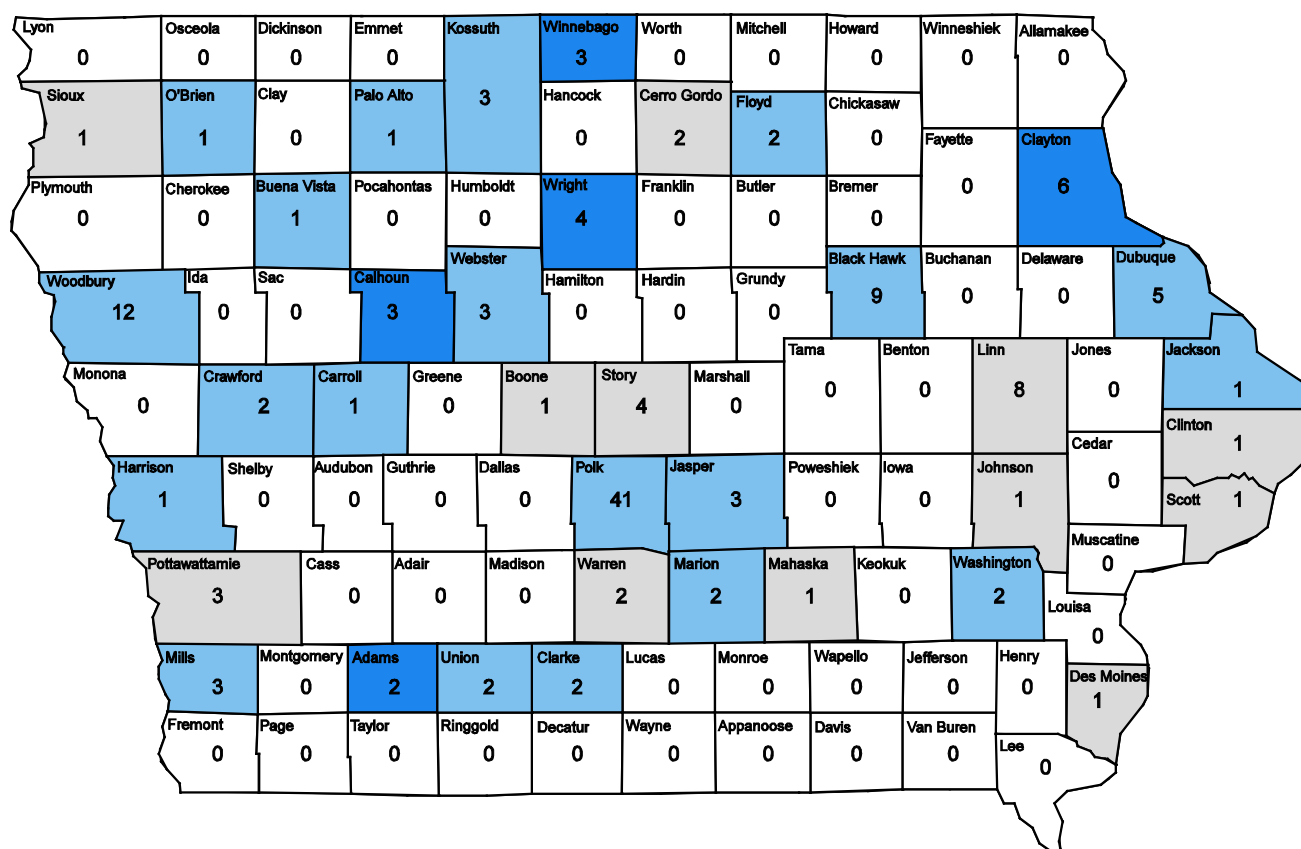 Lyon
0
Osceola
0
Dickinson
0
Emmet
0
Kossuth
3
Winnebago
3
Worth
0
Mitchell
0
Howard
0
Winneshiek
0
Allamakee
0
Sioux
1
O'Brien
1
Clay
0
Palo Alto
1
Hancock
0
Cerro Gordo
2
Floyd
2
Chickasaw
0
Fayette
0
Clayton
6
Plymouth
0
Cherokee
0
Buena Vista
1
Pocahontas
0
Humboldt
0
Wright
4
Franklin
0
Butler
0
Bremer
0
Woodbury
12
Ida
0
Sac
0
Calhoun
3
Webster
3
Hamilton
0
Hardin
0
Grundy
0
Black Hawk
9
Buchanan
0
Delaware
0
Dubuque
5
Monona
0
Crawford
2
Carroll
1
Greene
0
Boone
1
Story
4
Marshall
0
Tama
0
Benton
0
Linn
8
Jones
0
Jackson
1
Clinton
1
Cedar
0
Harrison
1
Shelby
0
Audubon
0
Guthrie
0
Dallas
0
Polk
41
Jasper
3
Poweshiek
0
Iowa
0
Johnson
1
Scott
1
Muscatine
0
Pottawattamie
3
Cass
0
Adair
0
Madison
0
Warren
2
Marion
2
Mahaska
1
Keokuk
0
Washington
2
Louisa
0
Mills
3
Montgomery
0
Adams
2
Union
2
Clarke
2
Lucas
0
Monroe
0
Wapello
0
Jefferson
0
Henry
0
Des Moines
1
Fremont
0
Page
0
Taylor
0
Ringgold
0
Decatur
0
Wayne
0
Appanoose
0
Davis
0
Van Buren
0
Lee
0